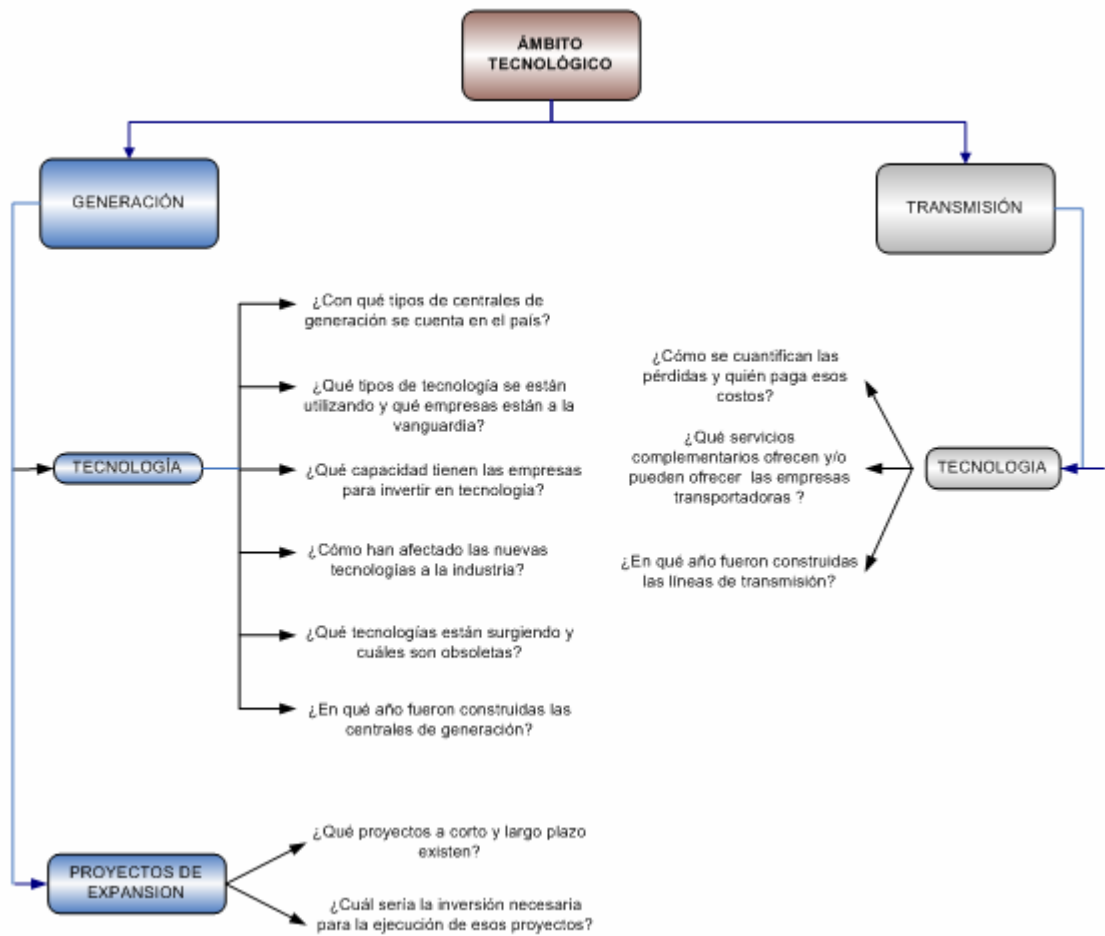 ÁMBITO
TECNOLÓGICO
GENERACIÓN
TRANSMISIÓN
¿Con qué tipos de centrales de
generación se cuenta en el país?
¿Qué tipos de tecnología se están
utilizando y qué empresas están a la
vanguardia?
TECNOLOGÍA
¿Qué capacidad tienen las empresas
para invertir en tecnología?
¿Cómo han afectado las nuevas
tecnologías a la industria?
¿Qué tecnologías están surgiendo y
cuáles son obsoletas?
¿En qué año fueron construidas las
centrales de generación?
¿Cómo se cuantifican las
pérdidas y quién paga esos
costos?
¿Qué servicios
complementarios ofrecen y/o
pueden ofrecer las empresas
transportadoras ?
TECNOLOGIA
¿En qué año fueron construidas
las líneas de transmisión?
PROYECTOS DE
EXPANSION
¿Qué proyectos a corto y largo plazo
existen?
¿Cuál sería la inversión necesaria
para la ejecución de esos proyectos?